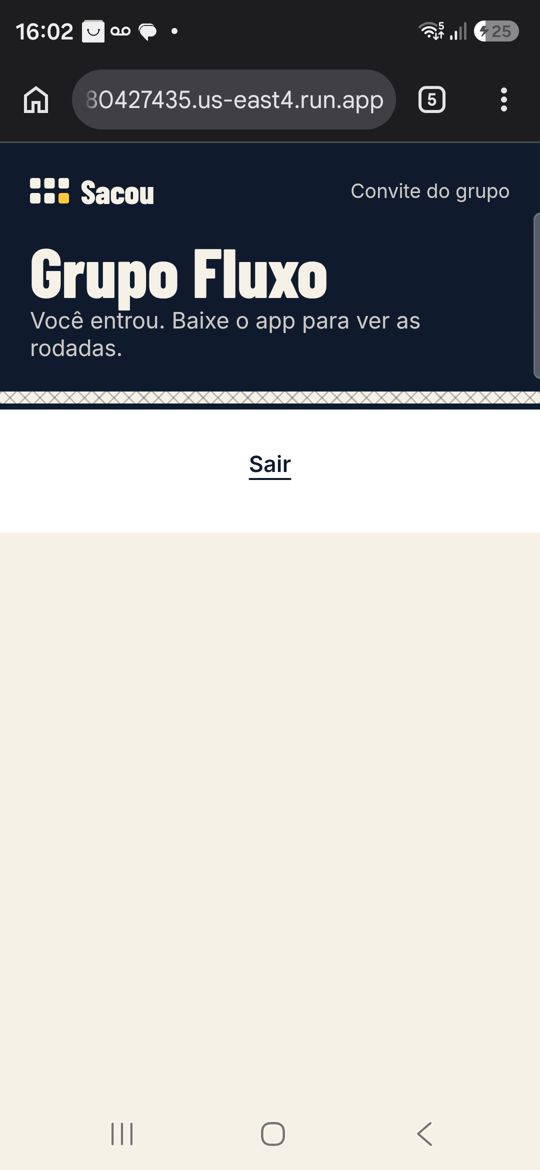 16:02
5
25
80427435.us-east4.run.app
5
Sacou
Convite do grupo
Grupo Fluxo
Você entrou. Baixe o app para ver as
rodadas.
Sair